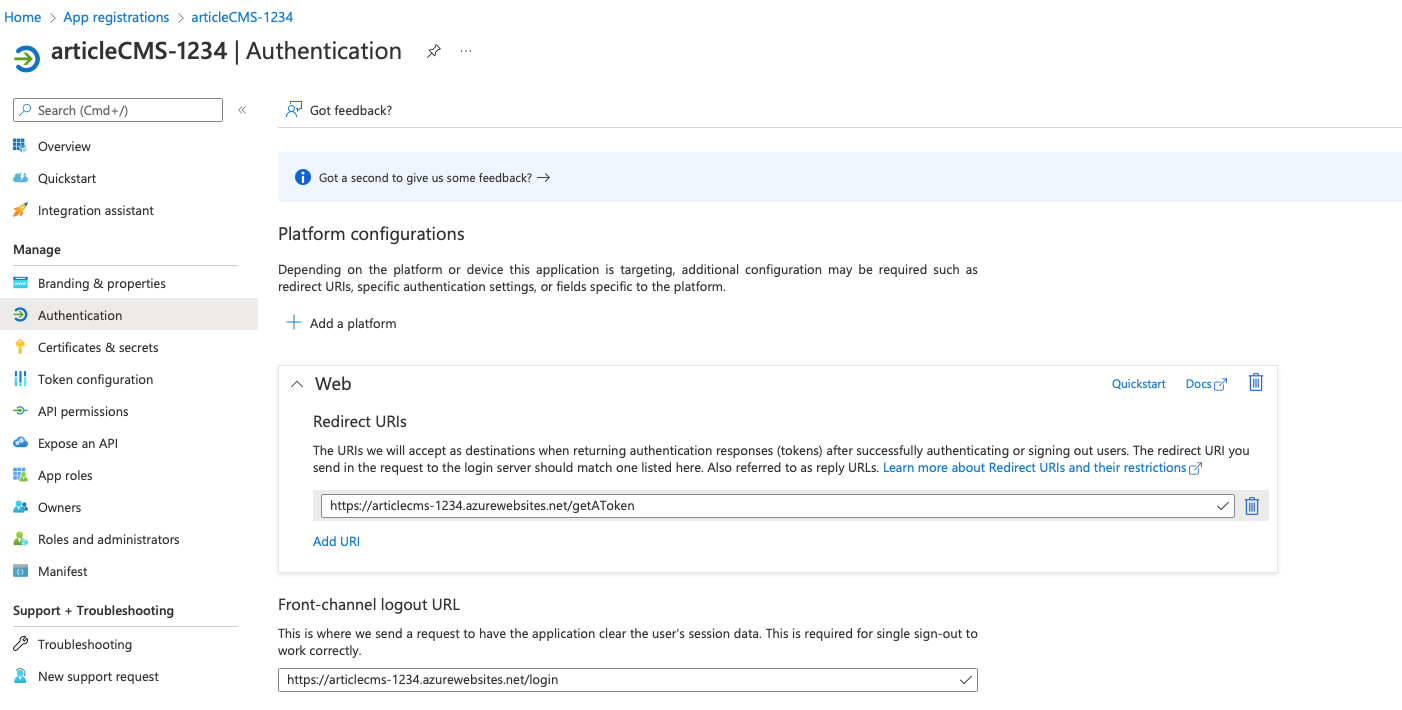 Home > App registrations > articleCMS-1234
articleCMS-1234 | Authentication ...
Search (Cmd+/) «
Overview
Quickstart
Integration assistant
Manage
Branding & properties
Authentication
Certificates & secrets
Token configuration
API permissions
Expose an API
App roles
Owners
Roles and administrators
Manifest
Support + Troubleshooting
Troubleshooting
New support request
Got feedback?
Got a second to give us some feedback? →
Platform configurations
Depending on the platform or device this application is targeting, additional configuration may be required such as
redirect URIs, specific authentication settings, or fields specific to the platform.
+ Add a platform
Web Quickstart Docs
Redirect URIs
The URIs we will accept as destinations when returning authentication responses (tokens) after successfully authenticating or signing out users. The redirect URI you
send in the request to the login server should match one listed here. Also referred to as reply URLs. Learn more about Redirect URIs and their restrictions
https://articlecms-1234.azurewebsites.net/getAToken
Add URI
Front-channel logout URL
This is where we send a request to have the application clear the user's session data. This is required for single sign-out to
work correctly.
https://articlecms-1234.azurewebsites.net/login